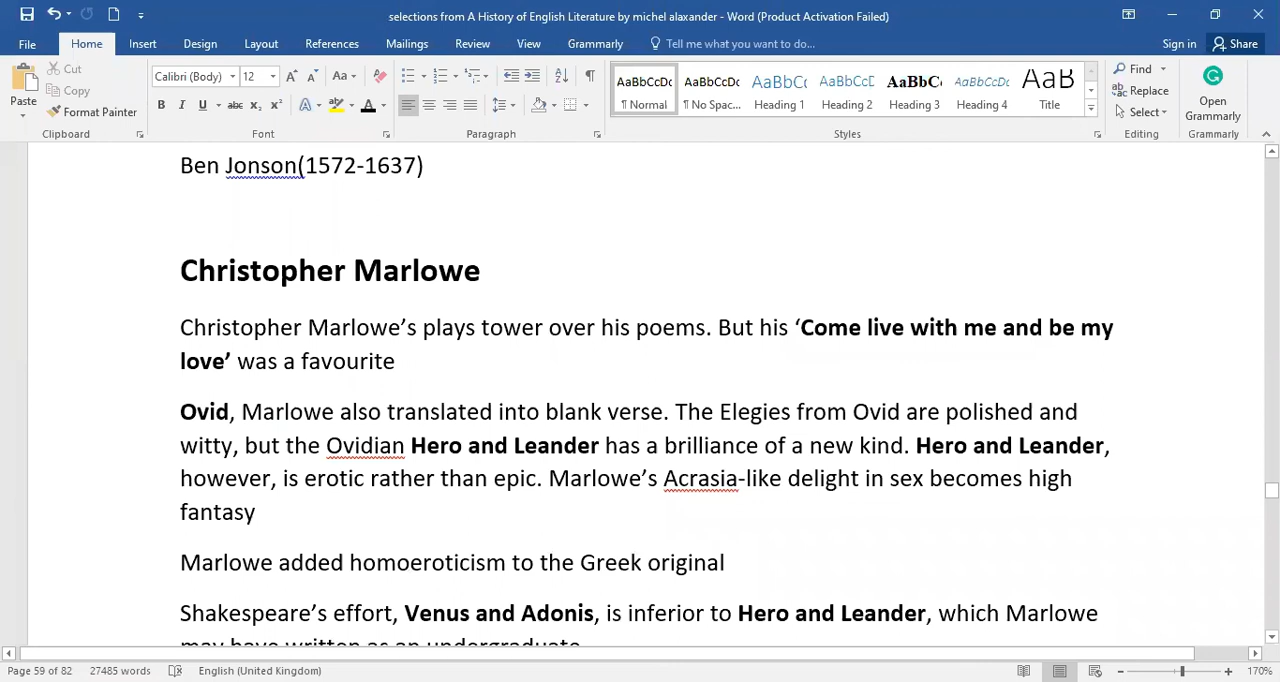 selections from A History of English Literature by michel alaxander - Word (Product Activation Failed)
File Home Insert Design Layout References Mailings Review View Grammarly Tell me what you want to do... Sign in Share
Cut
Copy
Format Painter
Paste
Clipboard
Calibri (Body) 12
Font
Paragraph
AaBbCcDc AaBbCcDc AaBbCc AaBbCcD AaBbC AaBbCcDc AaB
¶ Normal ¶ No Spac... Heading 1 Heading 2 Heading 3 Heading 4 Title
Styles
Find
Replace
Select
Editing
Open Grammarly
Grammarly
Ben Jonson(1572-1637)
Christopher Marlowe
Christopher Marlowe’s plays tower over his poems. But his ‘Come live with me and be my
love’ was a favourite
Ovid, Marlowe also translated into blank verse. The Elegies from Ovid are polished and
witty, but the Ovidian Hero and Leander has a brilliance of a new kind. Hero and Leander,
however, is erotic rather than epic. Marlowe’s Acrasia-like delight in sex becomes high
fantasy
Marlowe added homoeroticism to the Greek original
Shakespeare’s effort, Venus and Adonis, is inferior to Hero and Leander, which Marlowe
may have written as an undergraduate
Page 59 of 82 27485 words English (United Kingdom) 170%